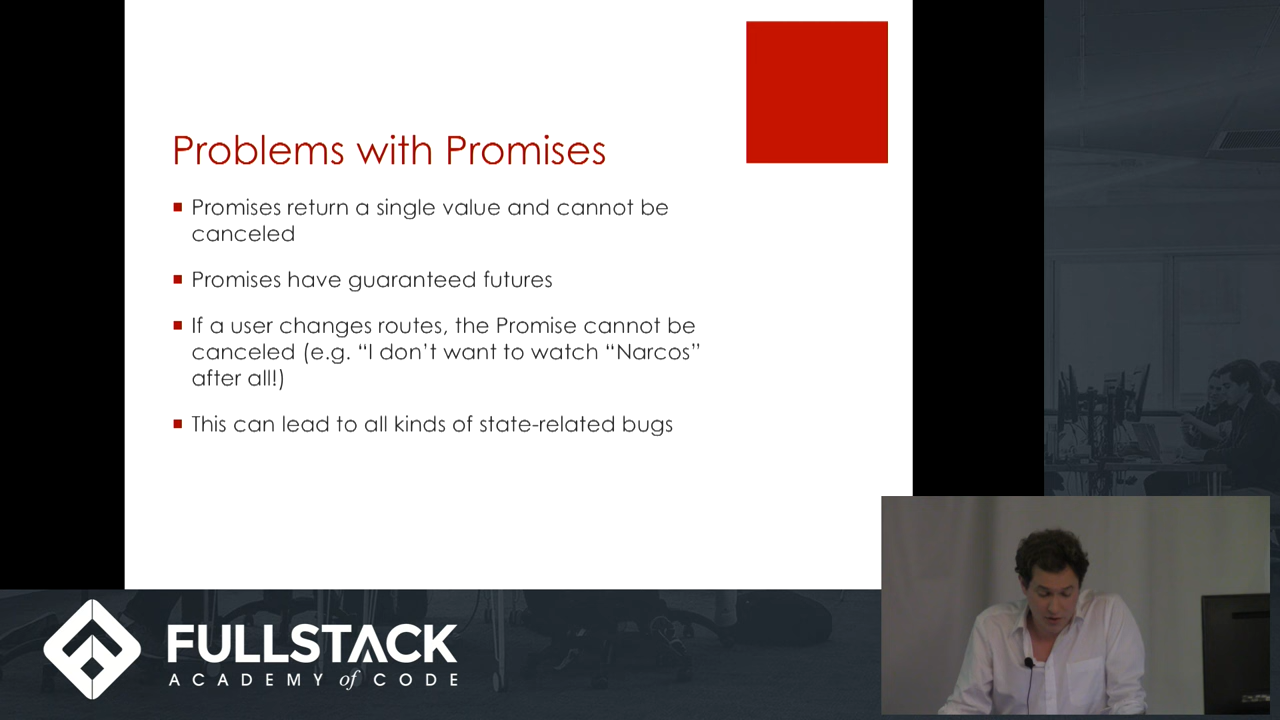 Problems with Promises
▪ Promises return a single value and cannot be
canceled
▪ Promises have guaranteed futures
▪ If a user changes routes, the Promise cannot be
canceled (e.g. “I don’t want to watch “Narcos”
after all!)
▪ This can lead to all kinds of state-related bugs
FULLSTACK
ACADEMY of CODE